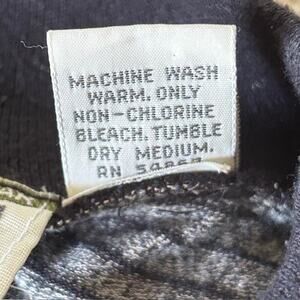 MACHINE WASH
WARM. ONLY
NON-CHLORINE
BLEACH. TUMBLE
DRY MEDIUM.
RN